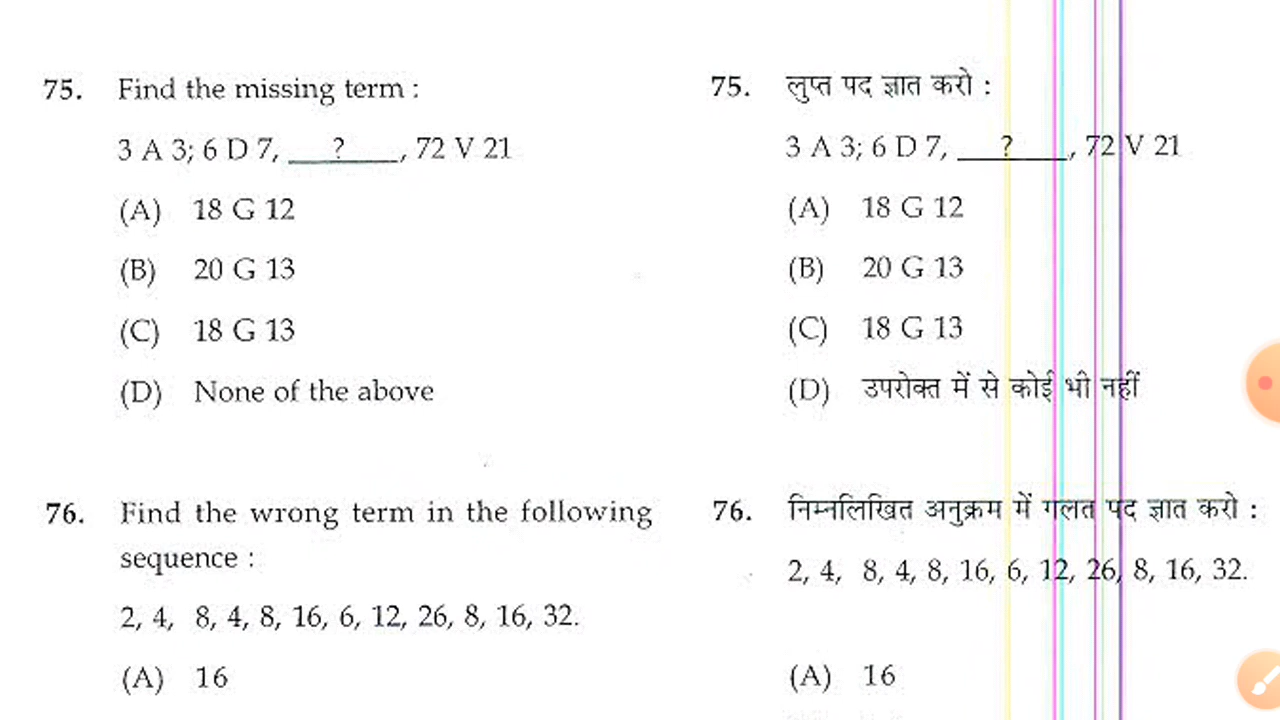 75. Find the missing term :
3 A 3; 6 D 7, ___?___, 72 V 21
(A) 18 G 12
(B) 20 G 13
(C) 18 G 13
(D) None of the above
76. Find the wrong term in the following
sequence :
2, 4, 8, 4, 8, 16, 6, 12, 26, 8, 16, 32.
(A) 16
75. लुप्त पद ज्ञात करो :
3 A 3; 6 D 7, ___?___, 72 V 21
(A) 18 G 12
(B) 20 G 13
(C) 18 G 13
(D) उपरोक्त में से कोई भी नहीं
76. निम्नलिखित अनुक्रम में गलत पद ज्ञात करो :
2, 4, 8, 4, 8, 16, 6, 12, 26, 8, 16, 32.
(A) 16